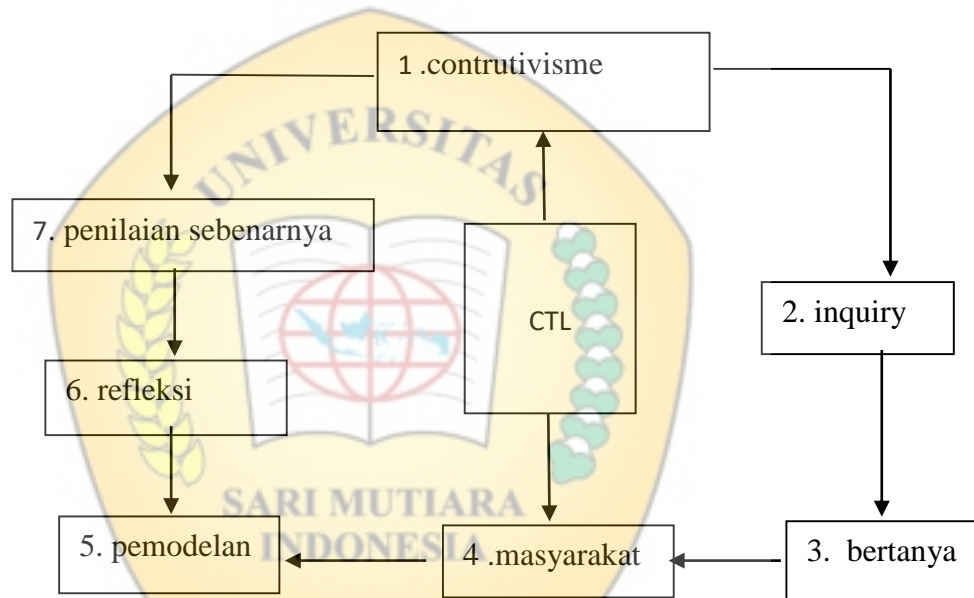 1 .contrutivisme
UNIVERSITAS
7. penilaian sebenarnya
CTL
2. inquiry
6. refleksi
SARI MUTIARA
INDONESIA
5. pemodelan
4 .masyarakat
3. bertanya